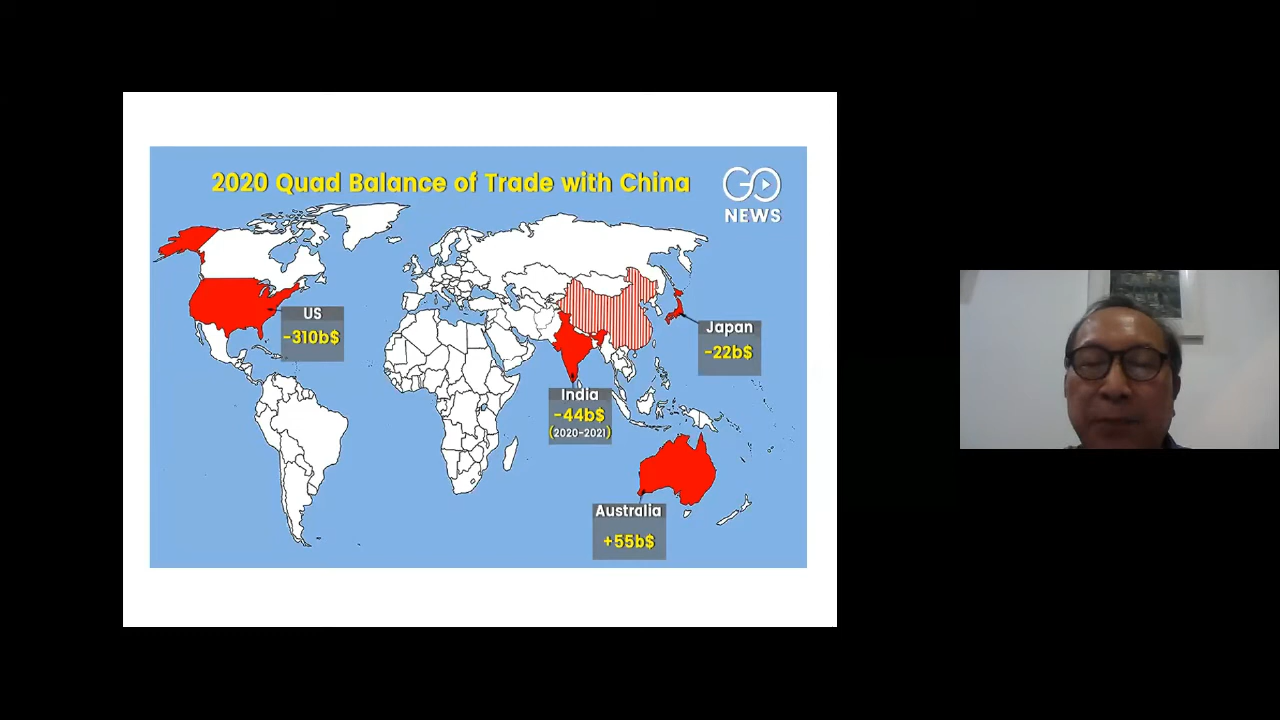 2020 Quad Balance of Trade with China
GO
NEWS
US
-310b$
Japan
-22b$
India
-44b$
(2020-2021)
Australia
+55b$